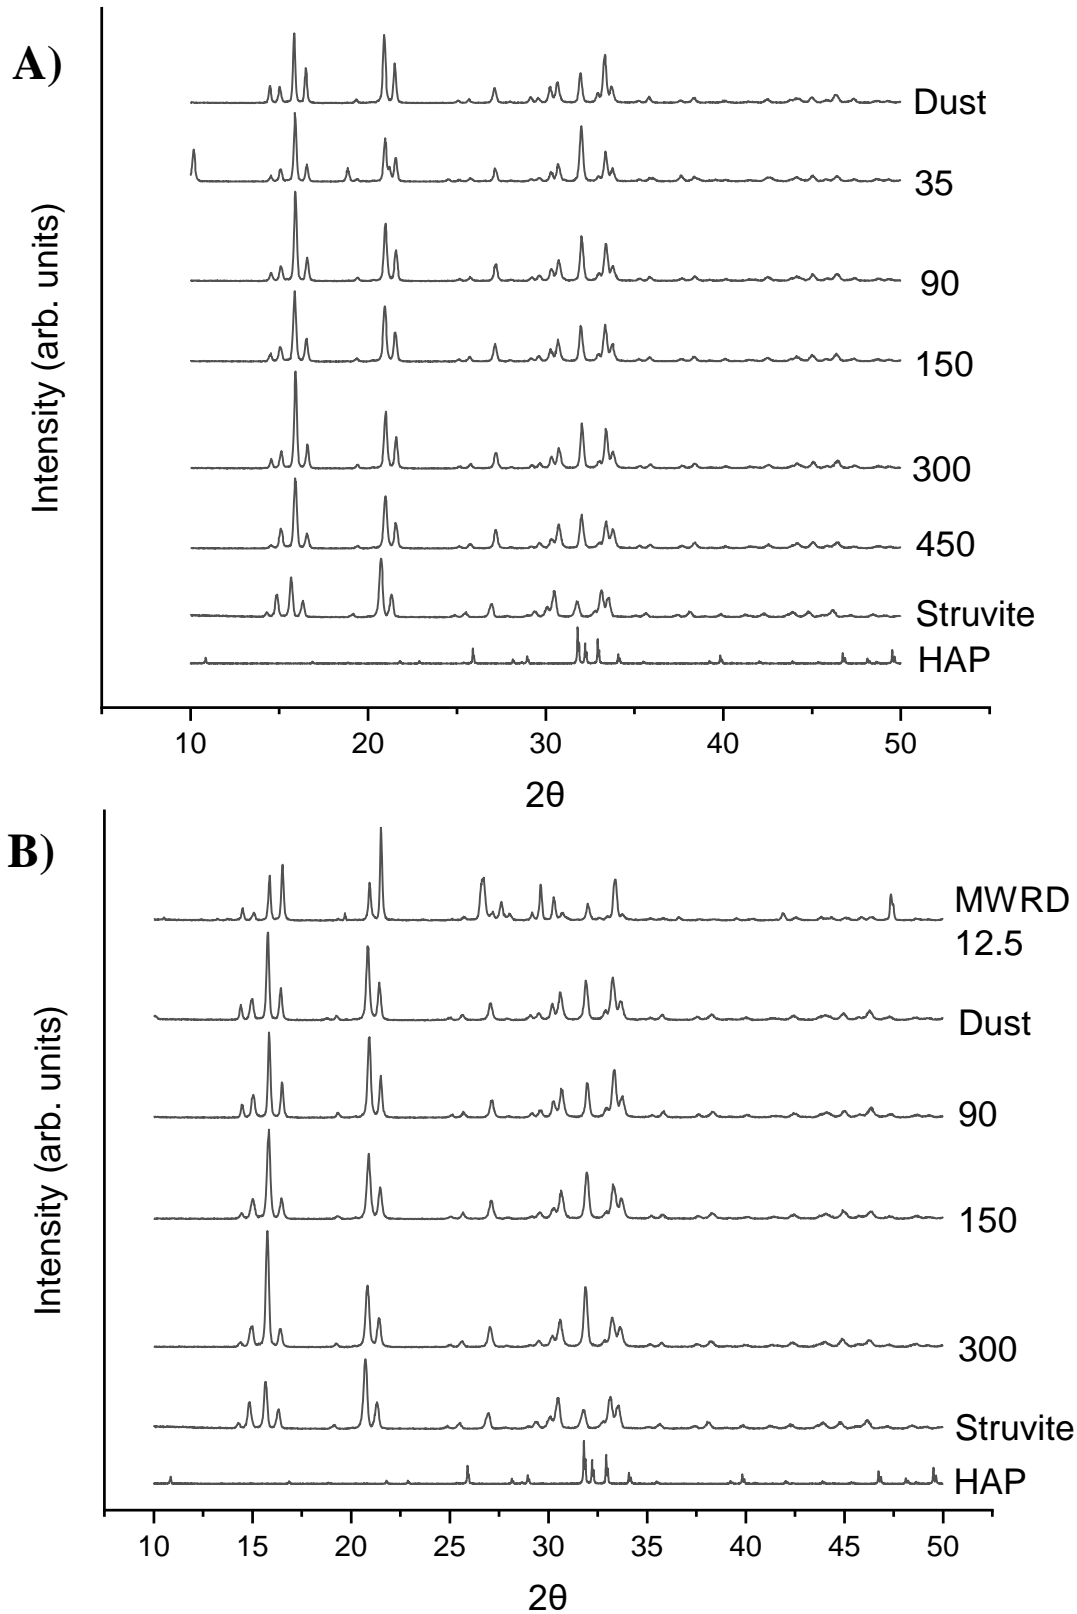 A)
Intensity (arb. units)
Dust
35
90
150
300
450
Struvite
HAP
10 20 30 40 50
2θ
B)
Intensity (arb. units)
MWRD
12.5
Dust
90
150
300
Struvite
HAP
10 15 20 25 30 35 40 45 50
2θ